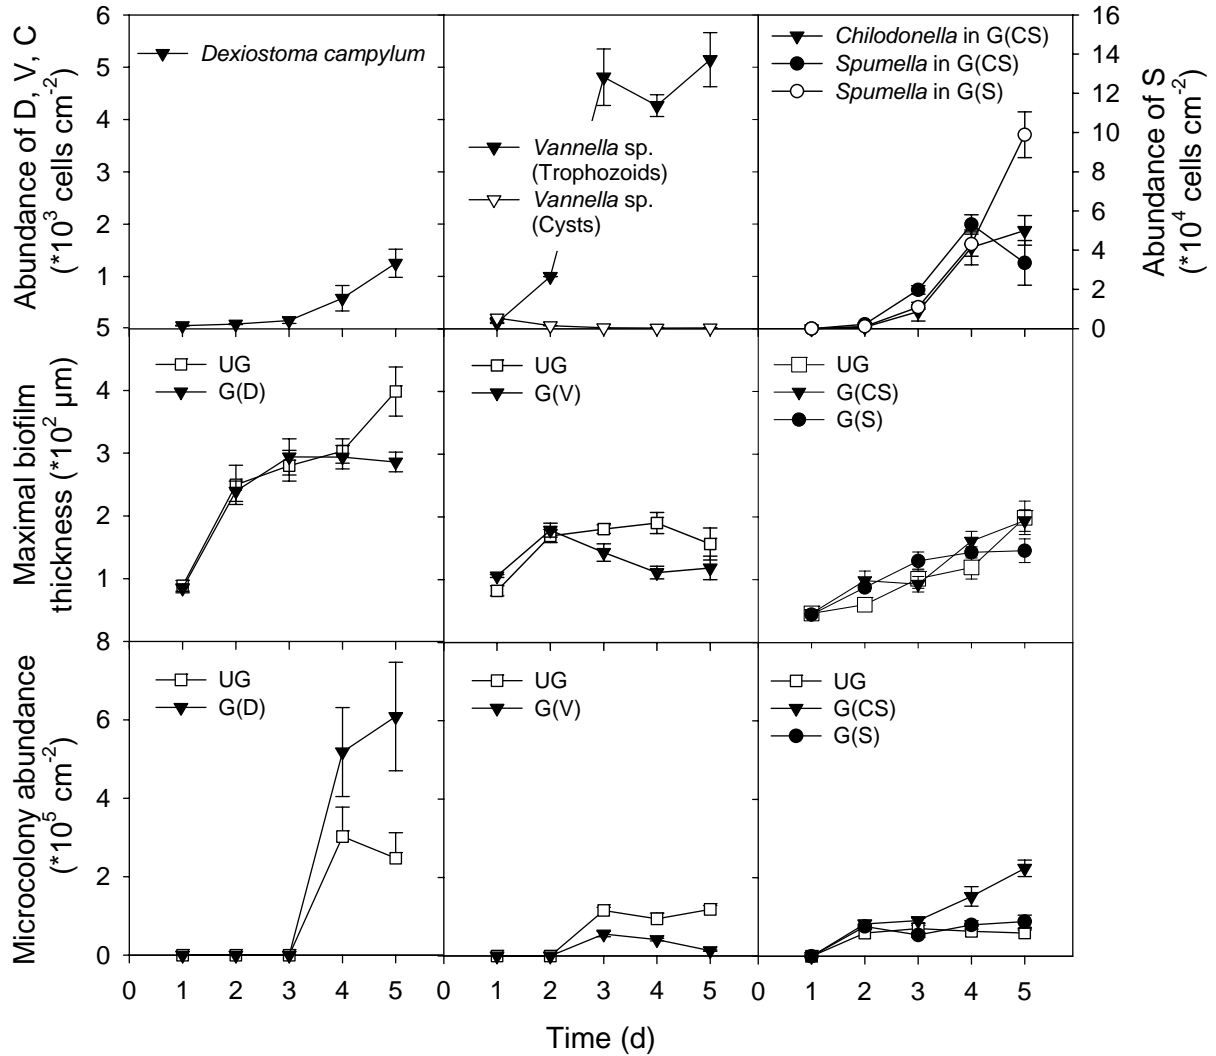 Abundance of D, V, C
(*10³ cells cm⁻²)
6
5
4
3
2
1
5
Dexiostoma campylum
Vannella sp.
(Trophozoids)
Vannella sp.
(Cysts)
Chilodonella in G(CS)
Spumella in G(CS)
Spumella in G(S)
16
14
12
10
8
6
4
2
0
Abundance of S
(*10⁴ cells cm⁻²)
Maximal biofilm
thickness (*10² µm)
4
3
2
1
8
UG
G(D)
UG
G(V)
UG
G(CS)
G(S)
Microcolony abundance
(*10⁵ cm⁻²)
6
4
2
0
UG
G(D)
UG
G(V)
UG
G(CS)
G(S)
0 1 2 3 4 5 0 1 2 3 4 5 0 1 2 3 4 5
Time (d)